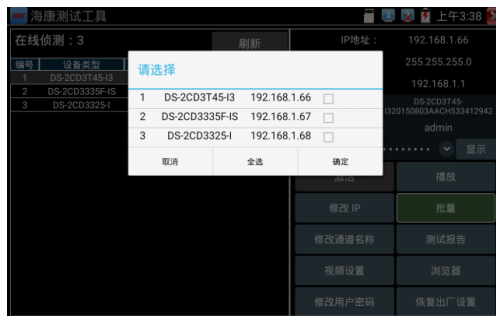 海康测试工具 上午3:38
在线侦测：3 刷新 IP地址： 192.168.1.66
编号 设备类型 255.255.255.0
请选择
1 DS-2CD3T45-I3 192.168.1.1
2 DS-2CD3335F-IS
3 DS-2CD3325-I
1 DS-2CD3T45-I3 192.168.1.66
2 DS-2CD3335F-IS 192.168.1.67
3 DS-2CD3325-I 192.168.1.68
取消 全选 确定
DS-2CD3T45-
I320150803AACH533412942
admin
显示
激活 播放
修改 IP 批量
修改通道名称 测试报告
视频设置 浏览器
修改用户密码 恢复出厂设置